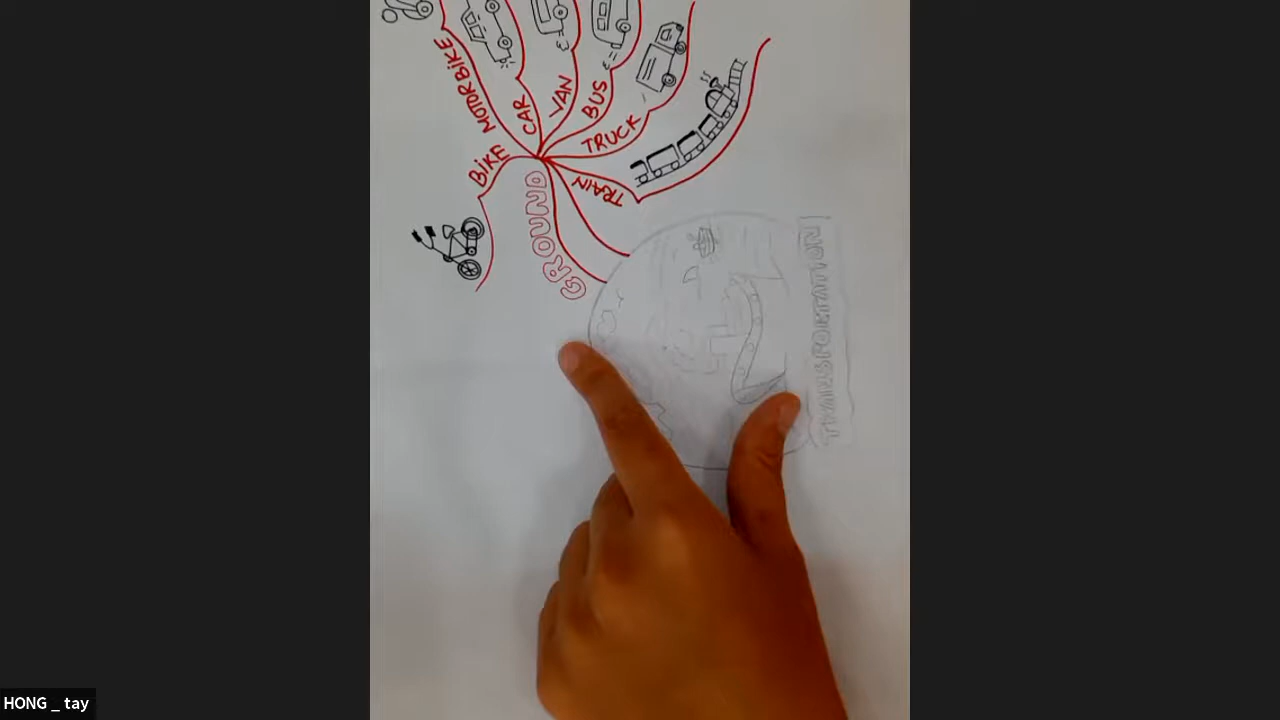 MOTORBIKE
CAR
VAN
BUS
TRUCK
TRAIN
BIKE
GROUND
TRANSPORTATION
HONG _ tay